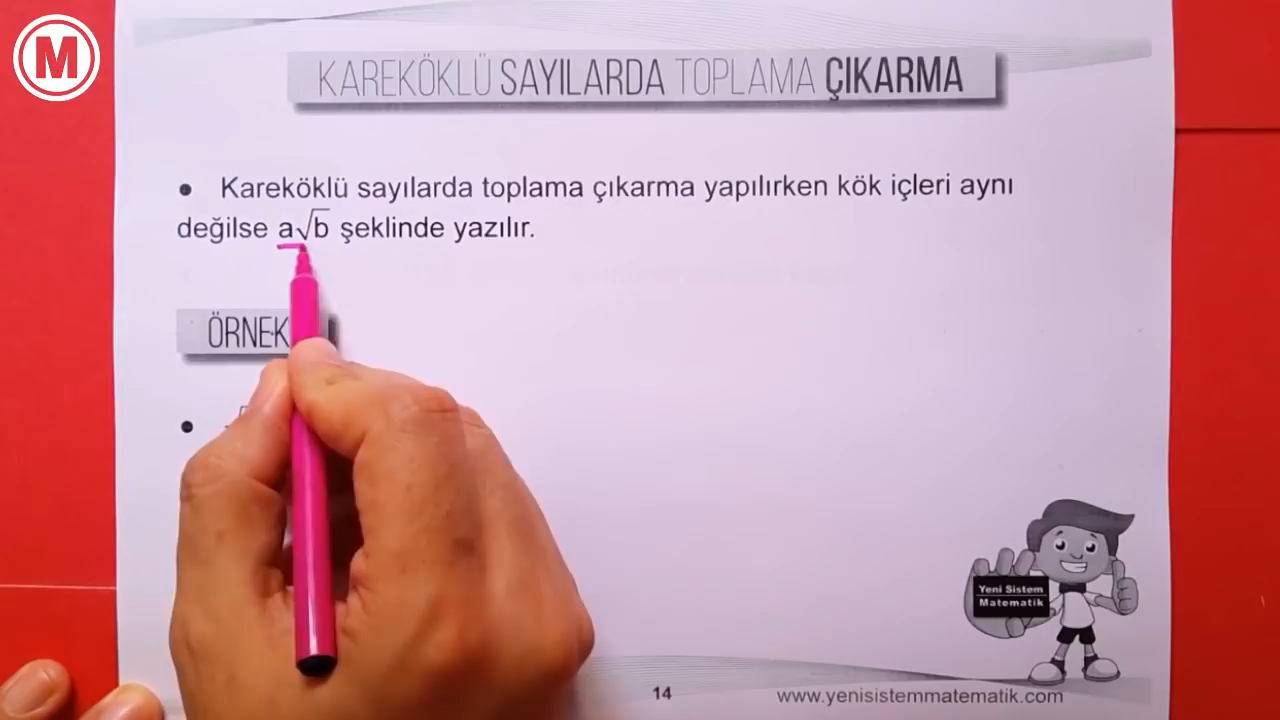 M
KAREKÖKLÜ SAYILARDA TOPLAMA ÇIKARMA
● Kareköklü sayılarda toplama çıkarma yapılırken kök içleri aynı
değilse a√b şeklinde yazılır.
ÖRNEK
●
Yeni Sistem
Matematik
14
www.yenisistemmatematik.com